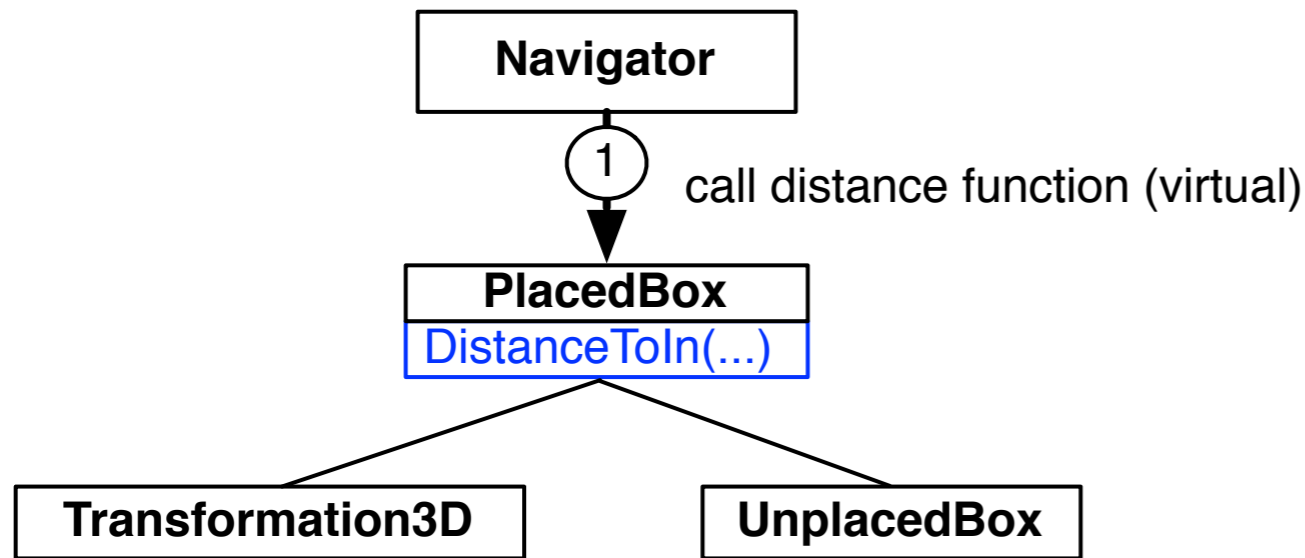 Navigator
1
call distance function (virtual)
PlacedBox
DistanceToIn(...)
Transformation3D
UnplacedBox